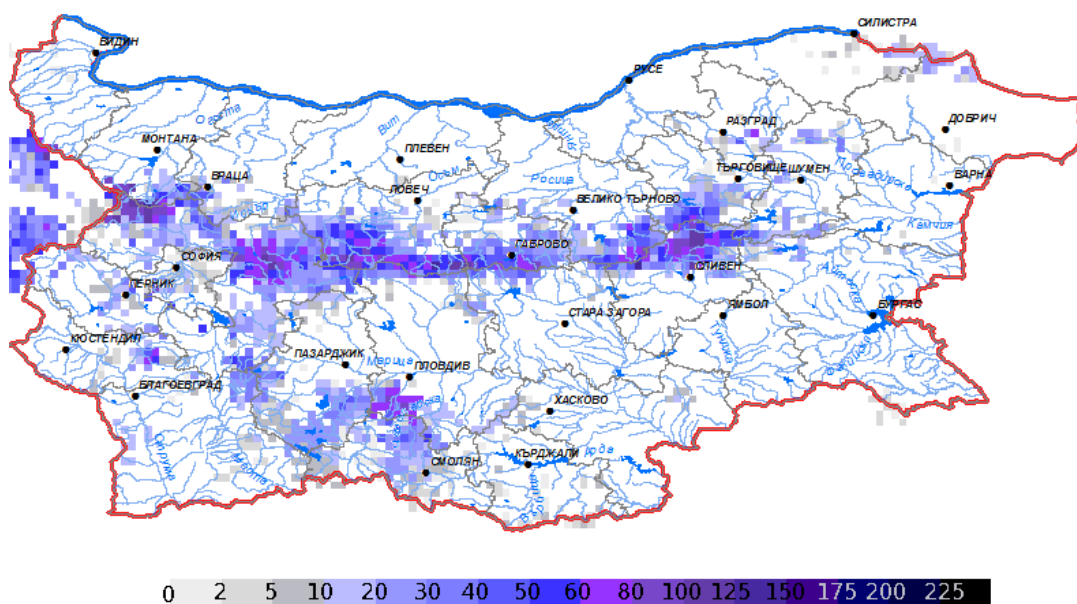 СИЛИСТРА
ВИДИН
РУСЕ
Огоста
Вит
РАЗГРАД
ДОБРИЧ
МОНТАНА
ПЛЕВЕН
ВРАЦА
Осъм
Росица
ТЪРГОВИЩЕ
ШУМЕН
ВАРНА
ЛОВЕЧ
ВЕЛИКО ТЪРНОВО
Камчия
ГАБРОВО
СОФИЯ
СЛИВЕН
ПЕРНИК
ЯМБОЛ
БУРГАС
СТАРА ЗАГОРА
Тунджа
КЮСТЕНДИЛ
ПАЗАРДЖИК
Марица
ПЛОВДИВ
БЛАГОЕВГРАД
ХАСКОВО
Струма
Места
СМОЛЯН
КЪРДЖАЛИ
Арда
0 2 5 10 20 30 40 50 60 80 100 125 150 175 200 225